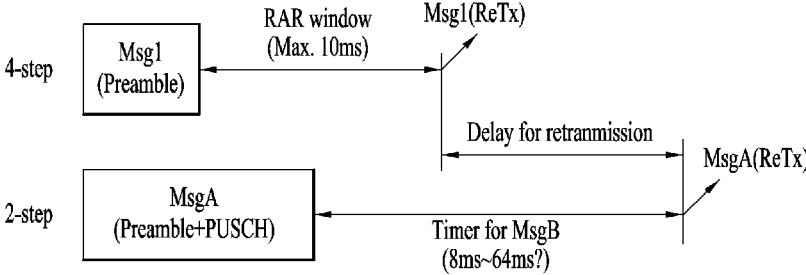 RAR window
(Max. 10ms)
Msg1(ReTx)
4-step
Msg1
(Preamble)
Delay for retranmission
MsgA(ReTx)
2-step
MsgA
(Preamble+PUSCH)
Timer for MsgB
(8ms~64ms?)